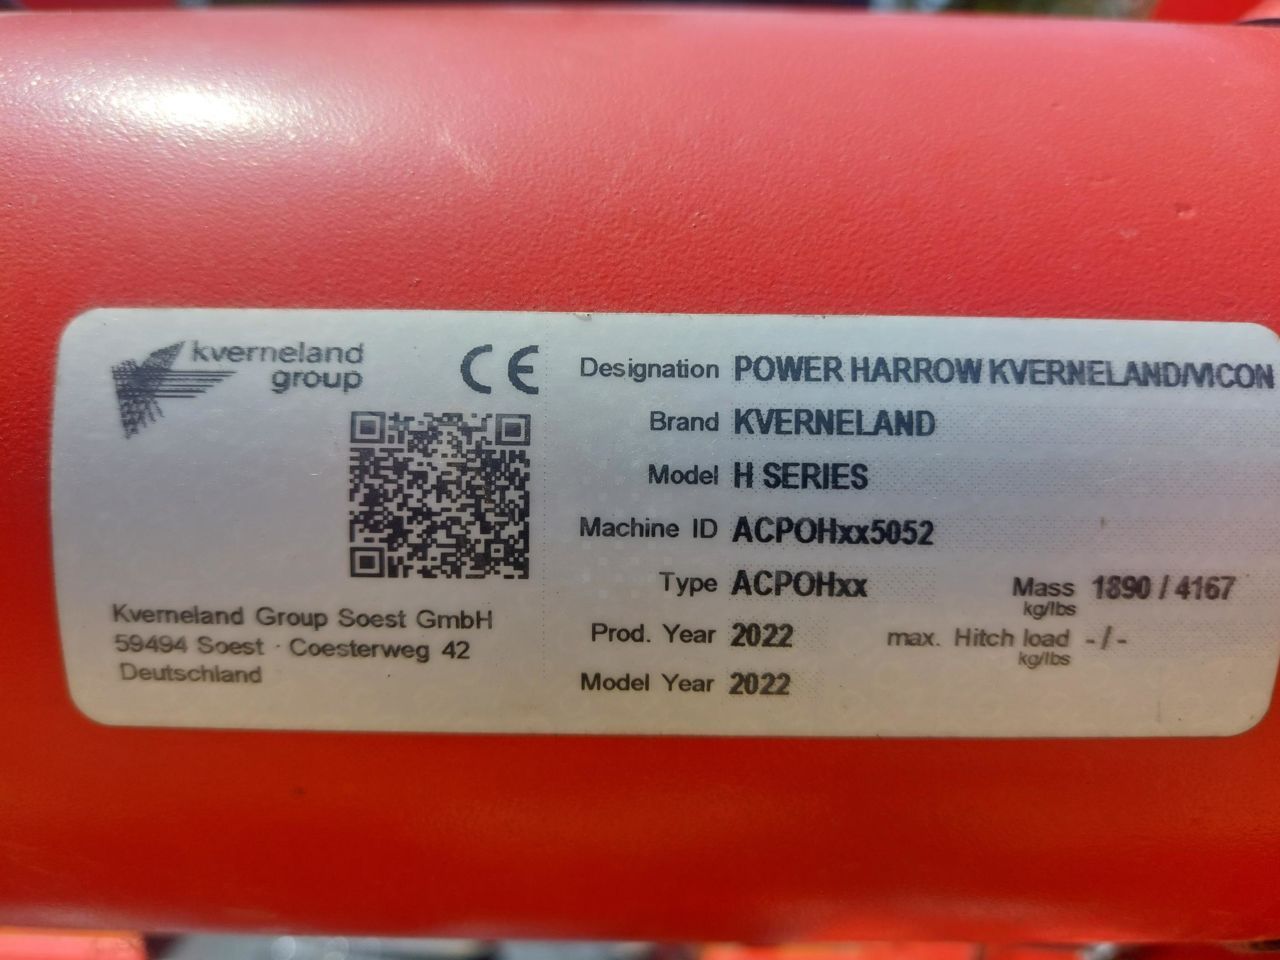 kverneland
group
CE
Kverneland Group Soest GmbH
59494 Soest · Coesterweg 42
Deutschland
Designation POWER HARROW KVERNELAND/VICON
Brand KVERNELAND
Model H SERIES
Machine ID ACPOHxx5052
Type ACPOHxx Mass 1890 / 4167
kg/lbs
Prod. Year 2022 max. Hitch load - / -
kg/lbs
Model Year 2022